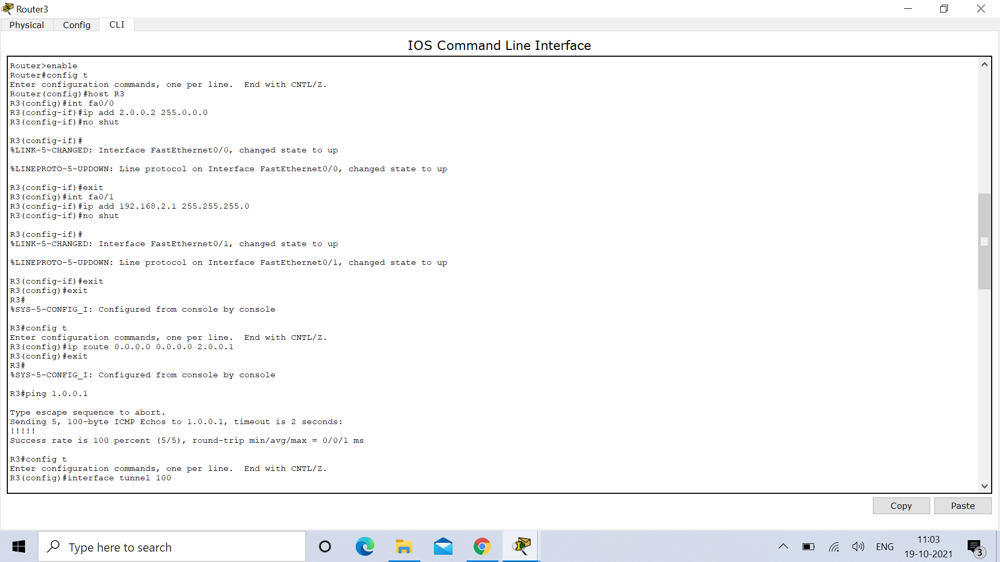 Router3
Physical
Config
CLI
IOS Command Line Interface
Router>enable
Router#config t
Enter configuration commands, one per line.  End with CNTL/Z.
Router(config)#host R3
R3(config)#int fa0/0
R3(config-if)#ip add 2.0.0.2 255.0.0.0
R3(config-if)#no shut
R3(config-if)#
%LINK-5-CHANGED: Interface FastEthernet0/0, changed state to up
%LINEPROTO-5-UPDOWN: Line protocol on Interface FastEthernet0/0, changed state to up
R3(config-if)#exit
R3(config)#int fa0/1
R3(config-if)#ip add 192.168.2.1 255.255.255.0
R3(config-if)#no shut
R3(config-if)#
%LINK-5-CHANGED: Interface FastEthernet0/1, changed state to up
%LINEPROTO-5-UPDOWN: Line protocol on Interface FastEthernet0/1, changed state to up
R3(config-if)#exit
R3(config)#exit
R3#
%SYS-5-CONFIG_I: Configured from console by console
R3#config t
Enter configuration commands, one per line.  End with CNTL/Z.
R3(config)#ip route 0.0.0.0 0.0.0.0 2.0.0.1
R3(config)#exit
R3#
%SYS-5-CONFIG_I: Configured from console by console
R3#ping 1.0.0.1
Type escape sequence to abort.
Sending 5, 100-byte ICMP Echos to 1.0.0.1, timeout is 2 seconds:
!!!!!
Success rate is 100 percent (5/5), round-trip min/avg/max = 0/0/1 ms
R3#config t
Enter configuration commands, one per line.  End with CNTL/Z.
R3(config)#interface tunnel 100
Copy
Paste
Type here to search
ENG
11:03
19-10-2021
3